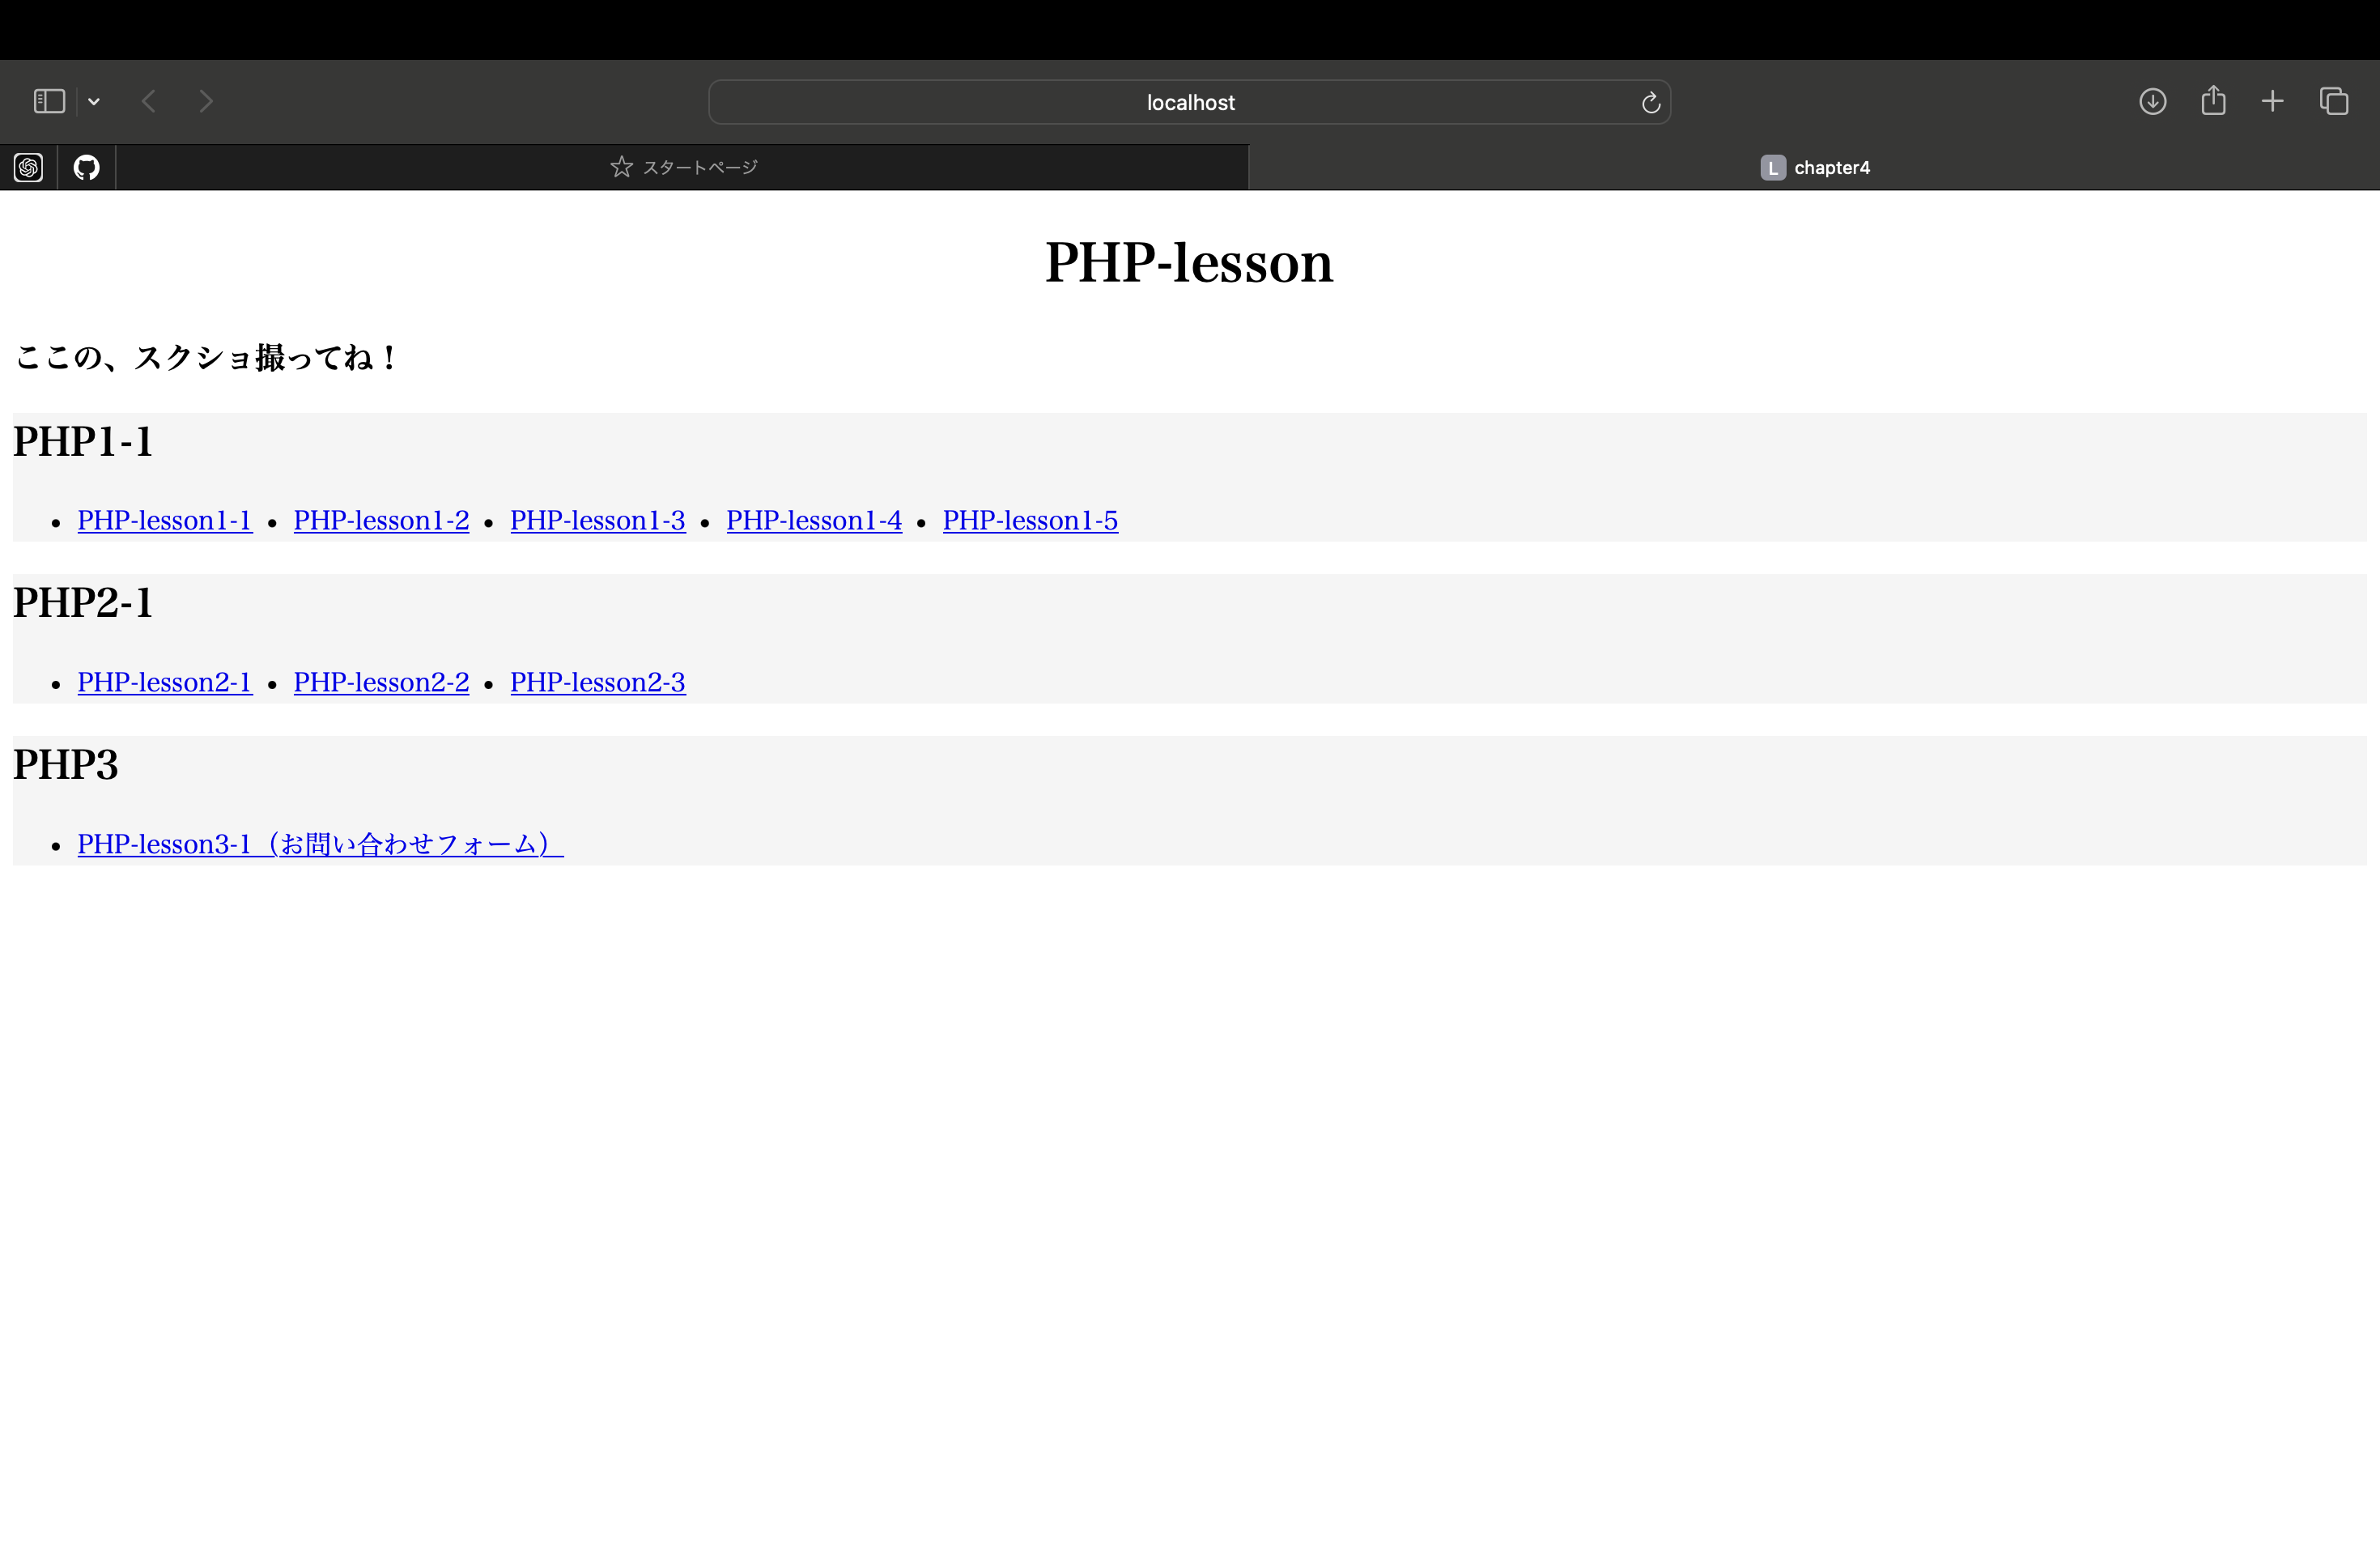 localhost
スタートページ
L chapter4
PHP-lesson
ここの、スクショ撮ってね！
PHP1-1
• PHP-lesson1-1 • PHP-lesson1-2 • PHP-lesson1-3 • PHP-lesson1-4 • PHP-lesson1-5
PHP2-1
• PHP-lesson2-1 • PHP-lesson2-2 • PHP-lesson2-3
PHP3
• PHP-lesson3-1（お問い合わせフォーム）